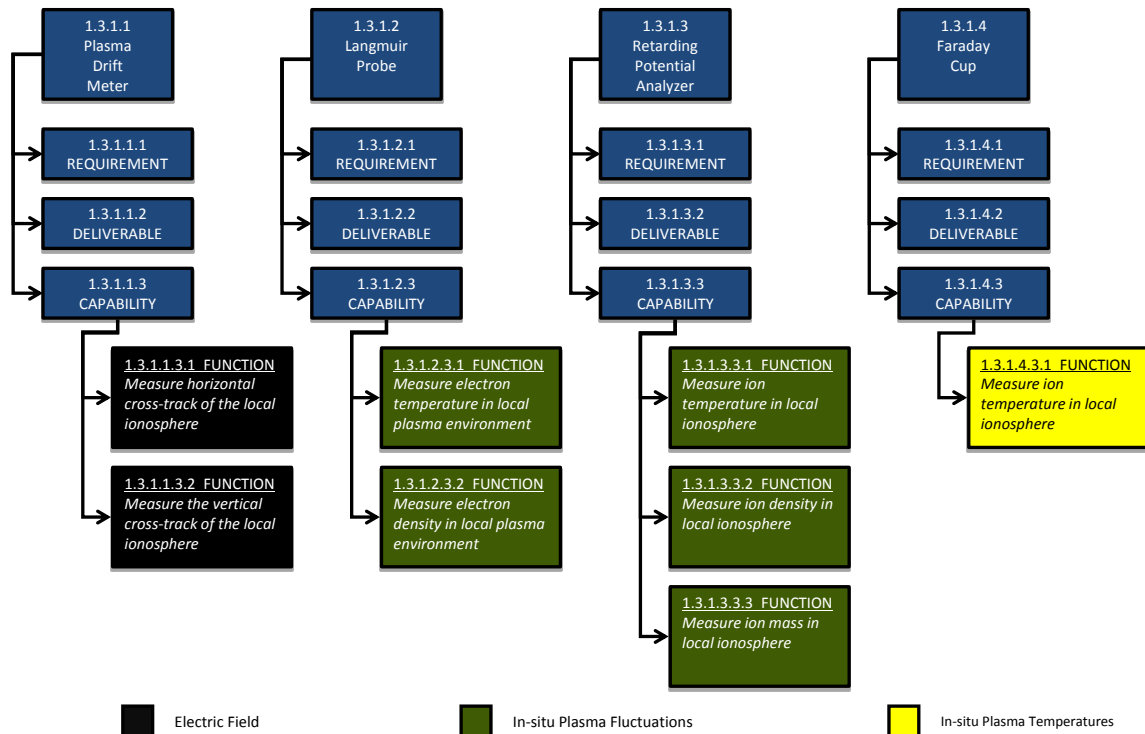 1.3.1.1
Plasma
Drift
Meter
1.3.1.1.1
REQUIREMENT
1.3.1.1.2
DELIVERABLE
1.3.1.1.3
CAPABILITY
1.3.1.1.3.1 FUNCTION
Measure horizontal
cross-track of the local
ionosphere
1.3.1.1.3.2 FUNCTION
Measure the vertical
cross-track of the local
ionosphere
1.3.1.2
Langmuir
Probe
1.3.1.2.1
REQUIREMENT
1.3.1.2.2
DELIVERABLE
1.3.1.2.3
CAPABILITY
1.3.1.2.3.1 FUNCTION
Measure electron
temperature in local
plasma environment
1.3.1.2.3.2 FUNCTION
Measure electron
density in local plasma
environment
1.3.1.3
Retarding
Potential
Analyzer
1.3.1.3.1
REQUIREMENT
1.3.1.3.2
DELIVERABLE
1.3.1.3.3
CAPABILITY
1.3.1.3.3.1 FUNCTION
Measure ion
temperature in local
ionosphere
1.3.1.3.3.2 FUNCTION
Measure ion density in
local ionosphere
1.3.1.3.3.3 FUNCTION
Measure ion mass in
local ionosphere
1.3.1.4
Faraday
Cup
1.3.1.4.1
REQUIREMENT
1.3.1.4.2
DELIVERABLE
1.3.1.4.3
CAPABILITY
1.3.1.4.3.1 FUNCTION
Measure ion
temperature in local
ionosphere
Electric Field
In-situ Plasma Fluctuations
In-situ Plasma Temperatures